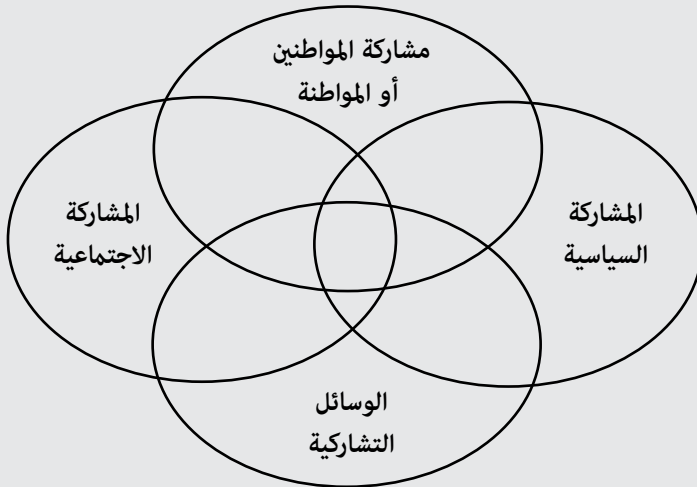 مشاركة المواطنين
أو المواطنة
المشاركة
السياسية
المشاركة
الاجتماعية
الوسائل
التشاركية